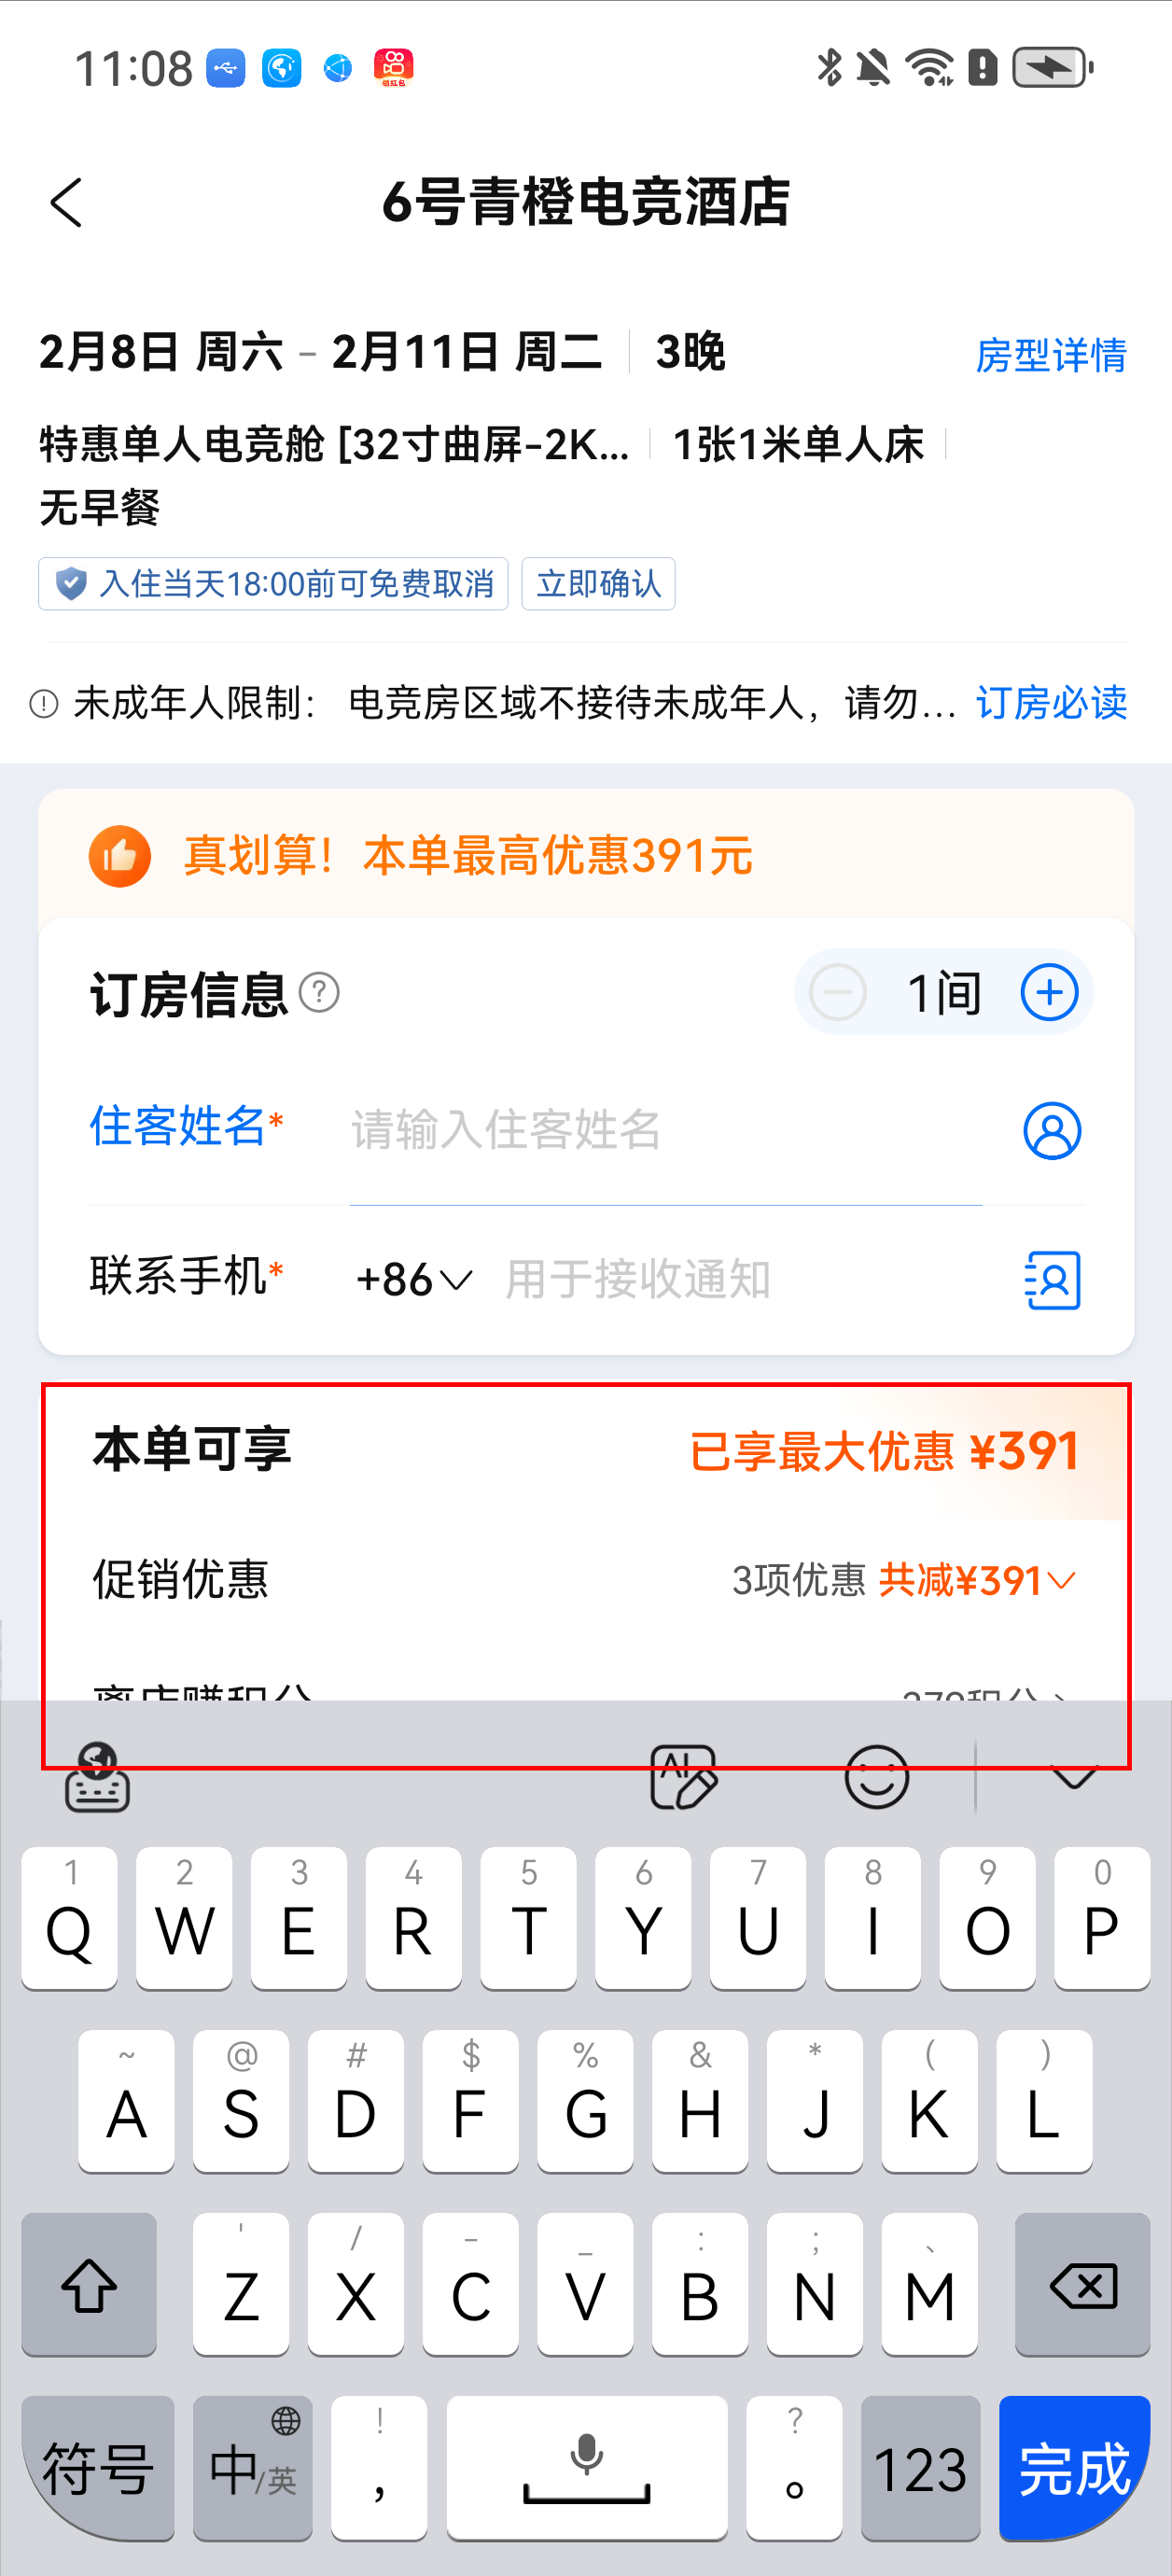 11:08
领红包
6号青橙电竞酒店
2月8日 周六 - 2月11日 周二 3晚 房型详情
特惠单人电竞舱 [32寸曲屏-2K... 1张1米单人床
无早餐
入住当天18:00前可免费取消 立即确认
未成年人限制： 电竞房区域不接待未成年人，请勿... 订房必读
真划算！本单最高优惠391元
订房信息 ? 1间
住客姓名* 请输入住客姓名
联系手机* +86 用于接收通知
本单可享 已享最大优惠 ¥391
促销优惠 3项优惠 共减¥391
AI
1 2 3 4 5 6 7 8 9 0
Q W E R T Y U I O P
~ @ # $ % & * ( )
A S D F G H J K L
' / - _ : ; 、
Z X C V B N M
! ?
符号 中/英 , 。 123 完成